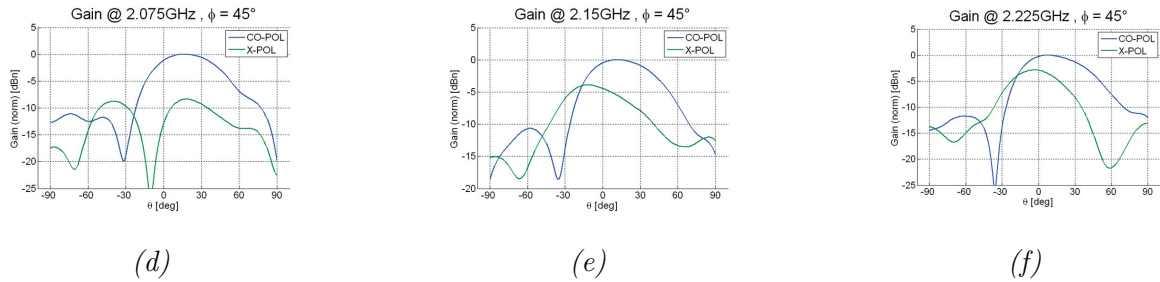 Gain @ 2.075GHz , ϕ = 45°
5
0
-5
-10
-15
-20
-25
Gain (norm) [dBn]
CO-POL
X-POL
-90 -60 -30 0 30 60 90
θ [deg]
(d)
Gain @ 2.15GHz , ϕ = 45°
5
0
-5
-10
-15
-20
Gain (norm) [dBn]
CO-POL
X-POL
-90 -60 -30 0 30 60 90
θ [deg]
(e)
Gain @ 2.225GHz , ϕ = 45°
5
0
-5
-10
-15
-20
-25
Gain (norm) [dBn]
CO-POL
X-POL
-90 -60 -30 0 30 60 90
θ [deg]
(f)